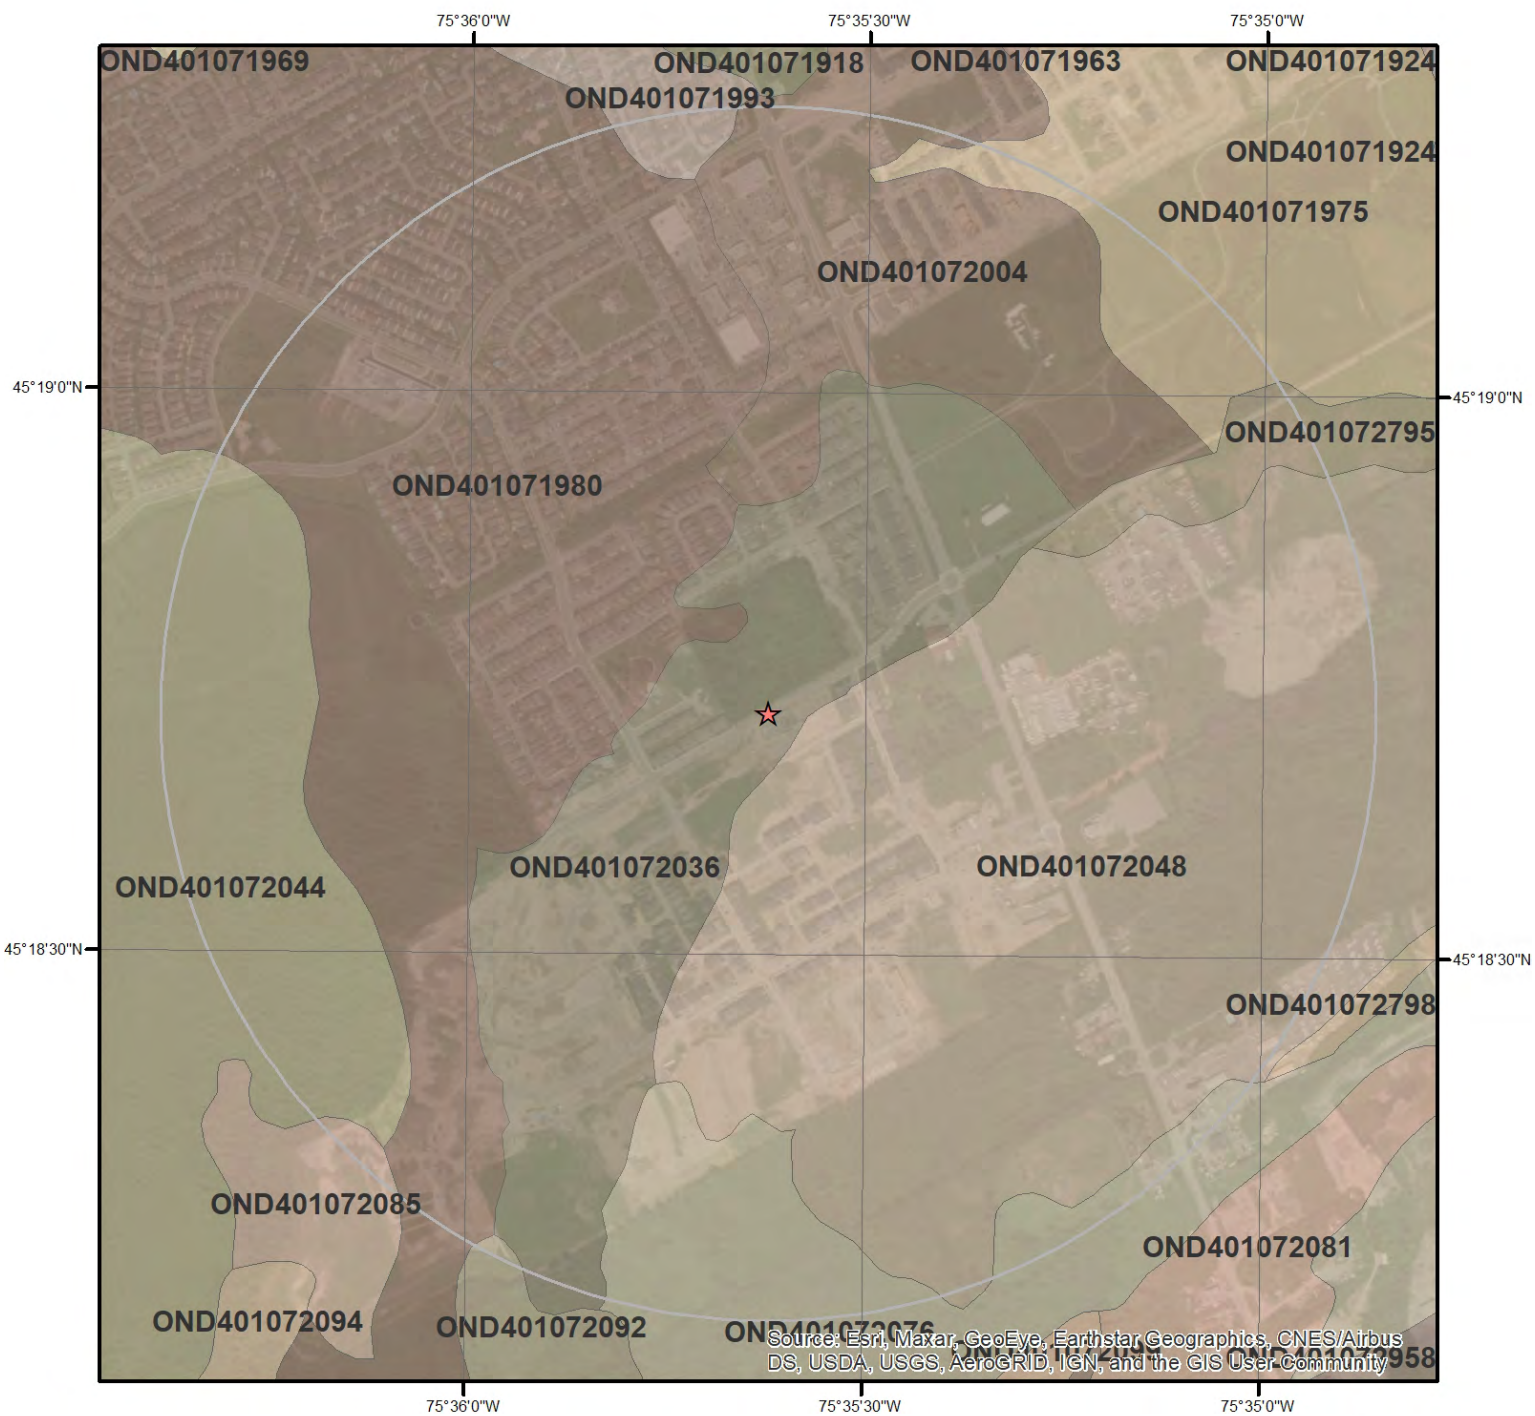 75°36'0"W 75°35'30"W 75°35'0"W
OND401071969 OND401071918 OND401071963 OND401071924
OND401071993
OND401071924
OND401071975
OND401072004
45°19'0"N 45°19'0"N
OND401072795
OND401071980
OND401072036 OND401072048
OND401072044
45°18'30"N 45°18'30"N
OND401072798
OND401072085
OND401072081
OND401072094 OND401072092 OND401072076
Source: Esri, Maxar, GeoEye, Earthstar Geographics, CNES/Airbus
DS, USDA, USGS, AeroGRID, IGN, and the GIS User Community
75°36'0"W 75°35'30"W 75°35'0"W